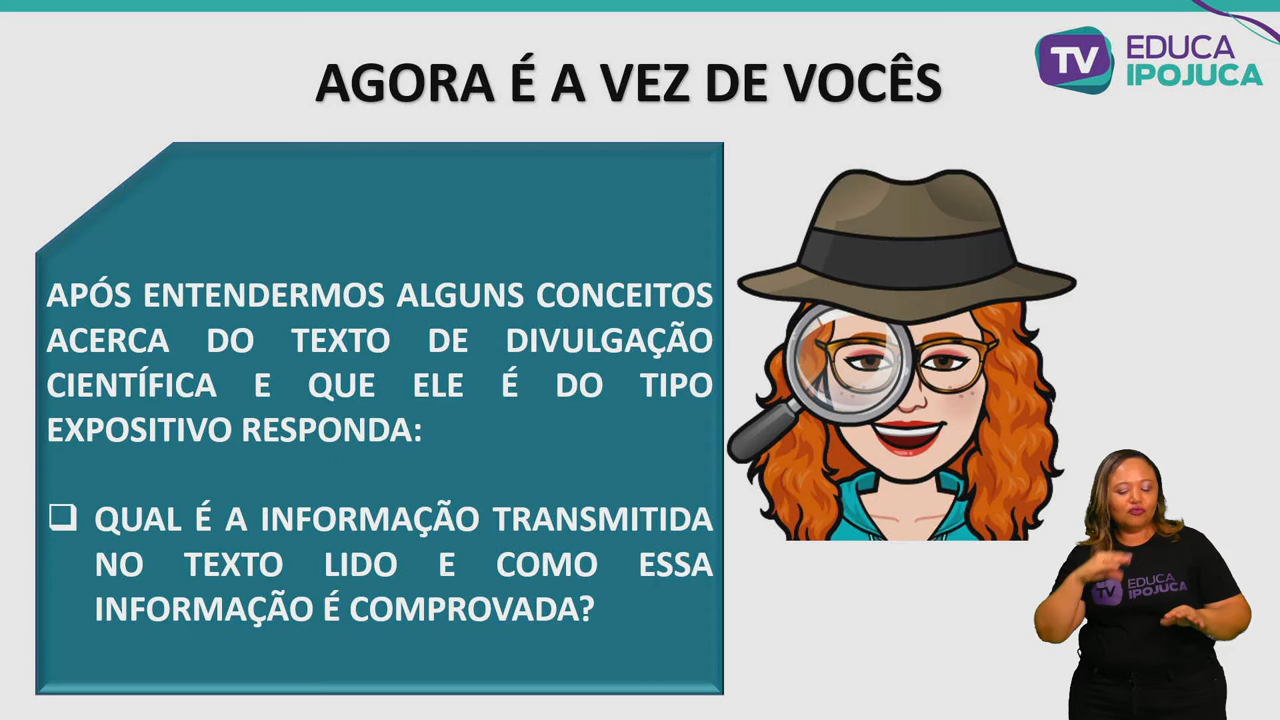 AGORA É A VEZ DE VOCÊS
TV EDUCA
IPOJUCA
APÓS ENTENDERMOS ALGUNS CONCEITOS
ACERCA DO TEXTO DE DIVULGAÇÃO
CIENTÍFICA E QUE ELE É DO TIPO
EXPOSITIVO RESPONDA:
QUAL É A INFORMAÇÃO TRANSMITIDA
NO TEXTO LIDO E COMO ESSA
INFORMAÇÃO É COMPROVADA?
TV EDUCA
IPOJUCA